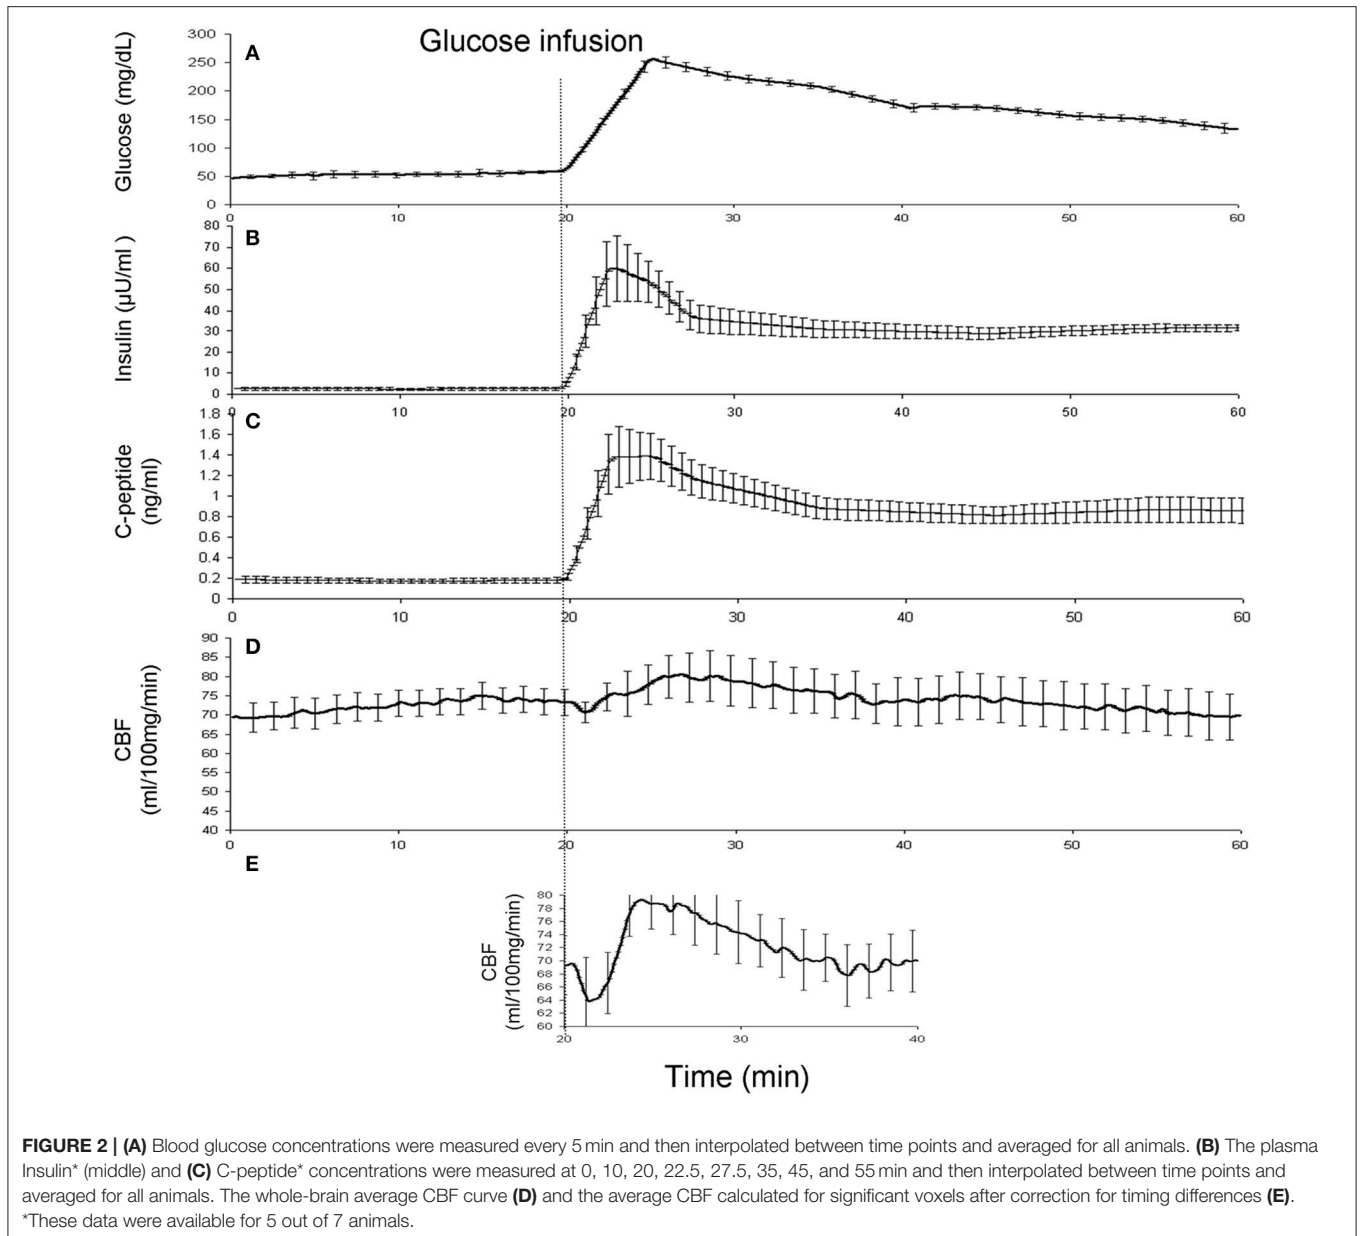 Glucose infusion
A
Glucose (mg/dL)
300
250
200
150
100
50
0
0 10 20 30 40 50 60
B
Insulin (µU/ml )
80
70
60
50
40
30
20
10
0
0 10 20 30 40 50 60
C
C-peptide
(ng/ml)
1.8
1.6
1.4
1.2
1
0.8
0.6
0.4
0.2
0
0 10 20 30 40 50 60
D
CBF
(ml/100mg/min)
90
85
80
75
70
65
60
55
50
45
40
0 10 20 30 40 50 60
E
CBF
(ml/100mg/min)
80
78
76
74
72
70
68
66
64
62
60
20 30 40
Time (min)
FIGURE 2 | (A) Blood glucose concentrations were measured every 5 min and then interpolated between time points and averaged for all animals. (B) The plasma
Insulin* (middle) and (C) C-peptide* concentrations were measured at 0, 10, 20, 22.5, 27.5, 35, 45, and 55 min and then interpolated between time points and
averaged for all animals. The whole-brain average CBF curve (D) and the average CBF calculated for significant voxels after correction for timing differences (E).
*These data were available for 5 out of 7 animals.